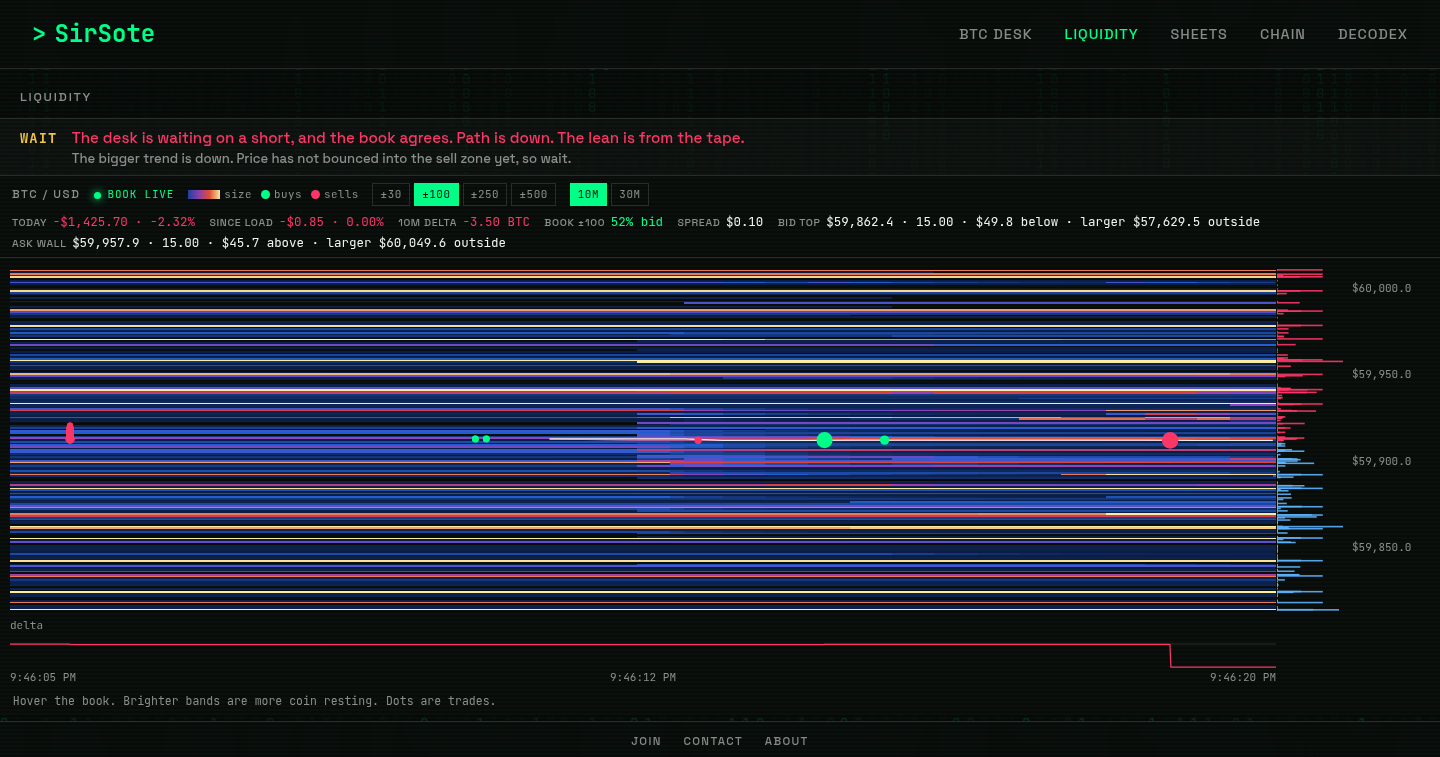 > SirSote
BTC DESK LIQUIDITY SHEETS CHAIN DECODEX
LIQUIDITY
WAIT The desk is waiting on a short, and the book agrees. Path is down. The lean is from the tape.
The bigger trend is down. Price has not bounced into the sell zone yet, so wait.
BTC / USD BOOK LIVE size buys sells ±30 ±100 ±250 ±500 10M 30M
TODAY -$1,425.70 · -2.32% SINCE LOAD -$0.85 · 0.00% 10M DELTA -3.50 BTC BOOK ±100 52% bid SPREAD $0.10 BID TOP $59,862.4 · 15.00 · $49.8 below · larger $57,629.5 outside
ASK WALL $59,957.9 · 15.00 · $45.7 above · larger $60,049.6 outside
$60,000.0
$59,950.0
$59,900.0
$59,850.0
delta
9:46:05 PM 9:46:12 PM 9:46:20 PM
Hover the book. Brighter bands are more coin resting. Dots are trades.
JOIN CONTACT ABOUT